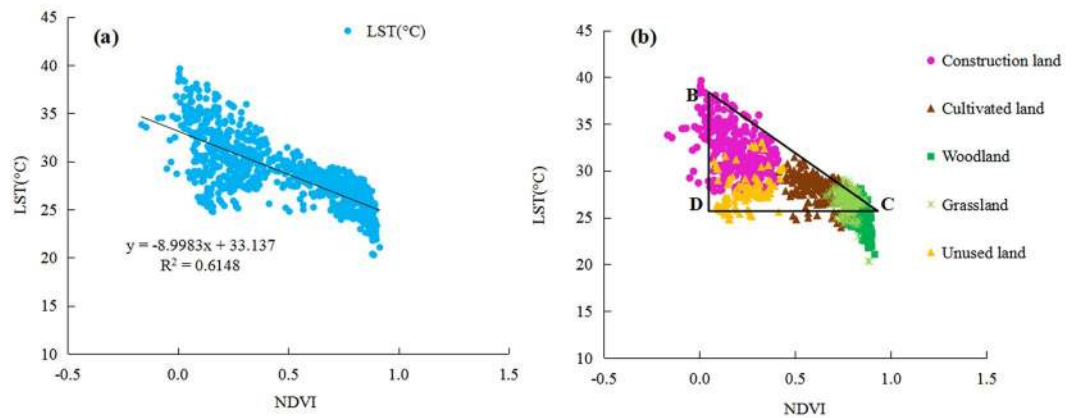 (a)
LST(°C)
45
40
35
30
25
20
15
10
LST(°C)
y = -8.9983x + 33.137
R² = 0.6148
-0.5
0.0
0.5
1.0
1.5
NDVI
(b)
45
40
35
30
25
20
15
10
LST(°C)
B
D
C
-0.5
0.0
0.5
1.0
1.5
NDVI
Construction land
Cultivated land
Woodland
Grassland
Unused land